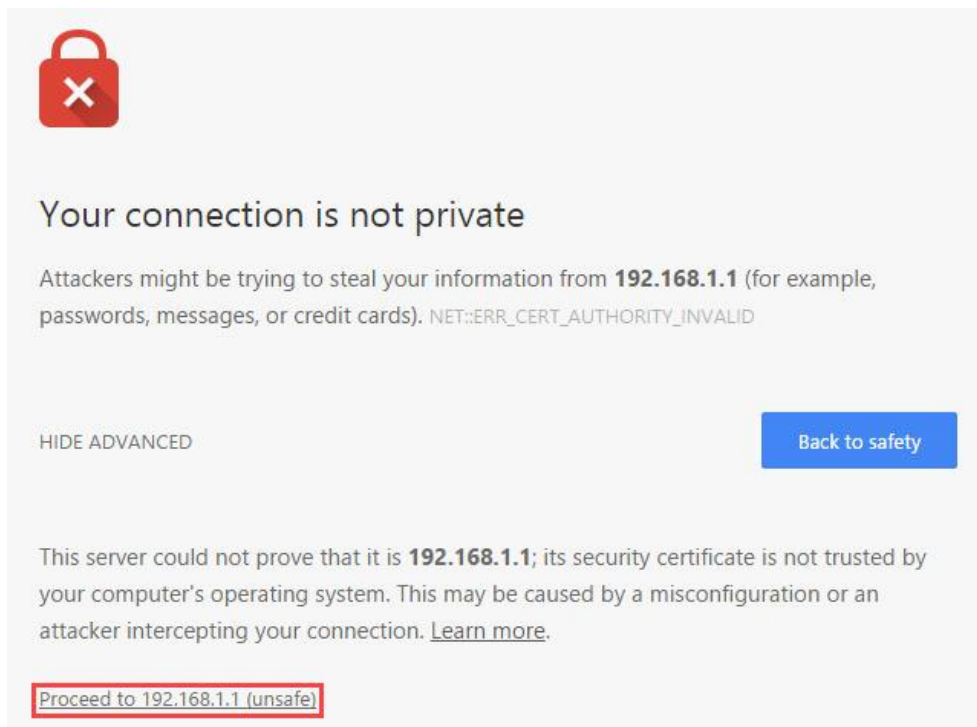 Your connection is not private
Attackers might be trying to steal your information from 192.168.1.1 (for example,
passwords, messages, or credit cards). NET::ERR_CERT_AUTHORITY_INVALID
HIDE ADVANCED
Back to safety
This server could not prove that it is 192.168.1.1; its security certificate is not trusted by
your computer's operating system. This may be caused by a misconfiguration or an
attacker intercepting your connection. Learn more.
Proceed to 192.168.1.1 (unsafe)